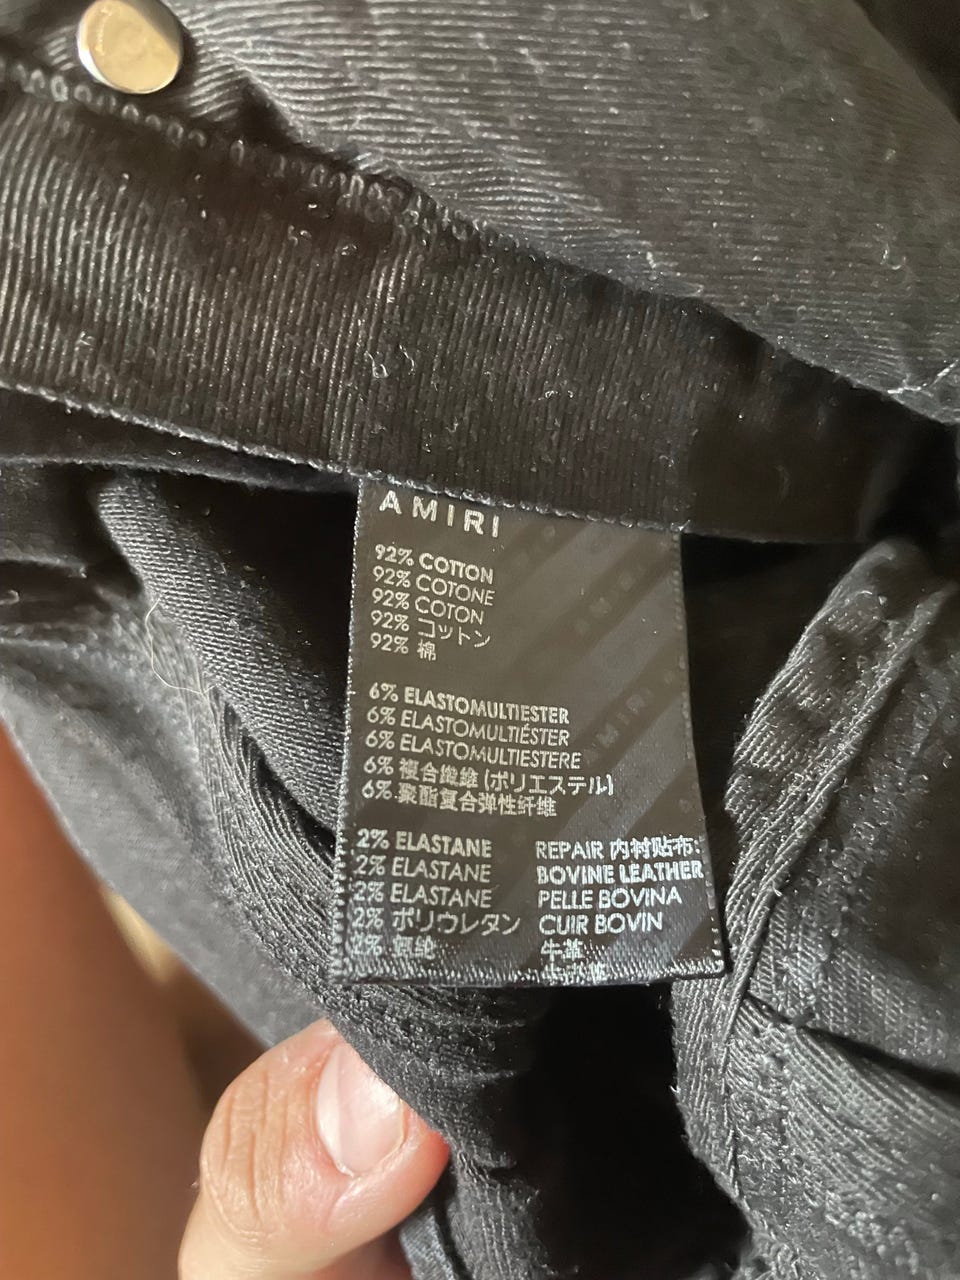 AMIRI
92% COTTON
92% COTONE
92% COTON
92% コットン
92% 棉
6% ELASTOMULTIESTER
6% ELASTOMULTIÉSTER
6% ELASTOMULTIESTERE
6% 複合繊維 (ポリエステル)
6% 聚酯复合弹性纤维
2% ELASTANE
2% ELASTANE
2% ELASTANE
2% ポリウレタン
2% 氨纶
REPAIR 内衬贴布:
BOVINE LEATHER
PELLE BOVINA
CUIR BOVIN
牛革